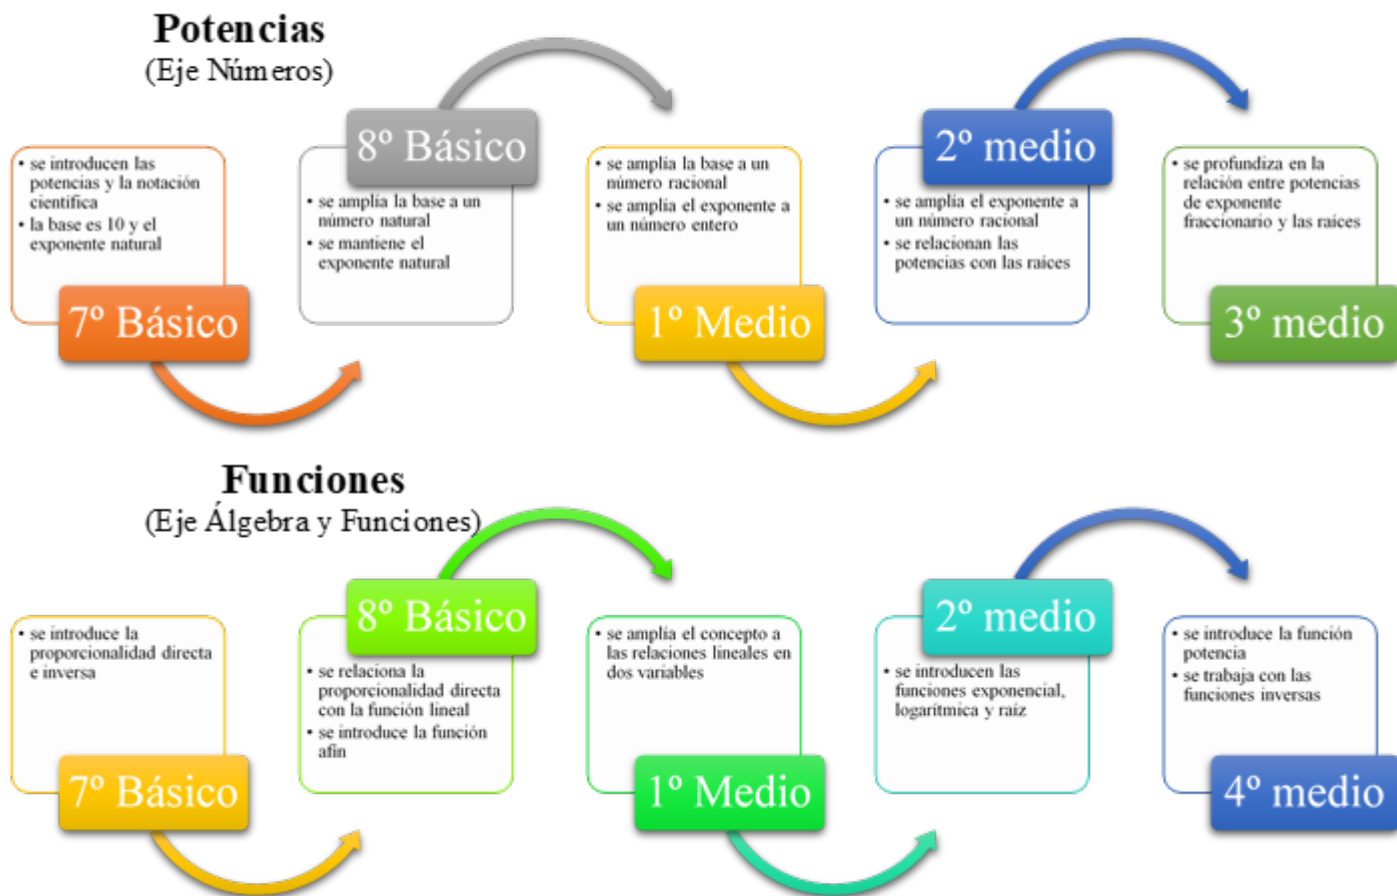 Potencias
(Eje Números)
• se introducen las
potencias y la notación
científica
• la base es 10 y el
exponente natural
7º Básico
8º Básico
• se amplía la base a un
número natural
• se mantiene el
exponente natural
• se amplía la base a un
número racional
• se amplía el exponente a
un número entero
1º Medio
2º medio
• se amplía el exponente a
un número racional
• se relacionan las
potencias con las raíces
• se profundiza en la
relación entre potencias
de exponente
fraccionario y las raíces
3º medio
Funciones
(Eje Álgebra y Funciones)
• se introduce la
proporcionalidad directa
e inversa
7º Básico
8º Básico
• se relaciona la
proporcionalidad directa
con la función lineal
• se introduce la función
afín
• se amplía el concepto a
las relaciones lineales en
dos variables
1º Medio
2º medio
• se introducen las
funciones exponencial,
logarítmica y raíz
• se introduce la función
potencia
• se trabaja con las
funciones inversas
4º medio